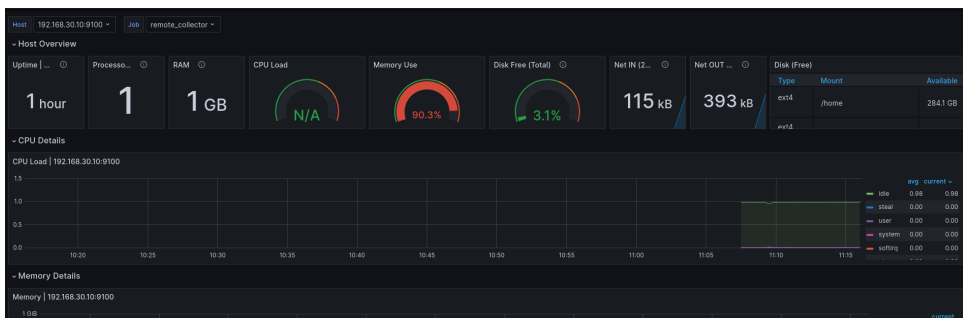 Host 192.168.30.10:9100 Job remote_collector
Host Overview
Uptime | ... Processo... RAM CPU Load Memory Use Disk Free (Total) Net IN (2... Net OUT ... Disk (Free)
Type Mount Available
1 hour 1 1 GB N/A 90.3% 3.1% 115 kB 393 kB ext4 /home 284.1 GB
ext4
CPU Details
CPU Load | 192.168.30.10:9100
1.5
avg current
1.0 idle 0.98 0.98
steal 0.00 0.00
0.5 user 0.00 0.00
system 0.00 0.00
0.0 softirq 0.00 0.00
10:20 10:25 10:30 10:35 10:40 10:45 10:50 10:55 11:00 11:05 11:10 11:15
Memory Details
Memory | 192.168.30.10:9100
1 GiB current